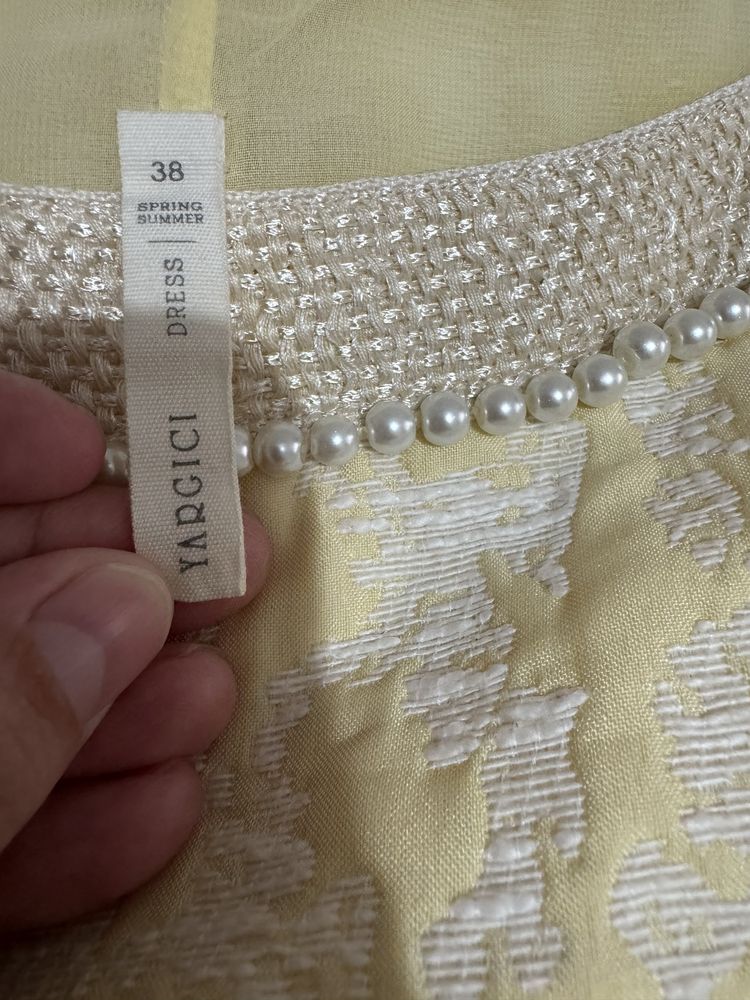 38
SPRING
SUMMER
DRESS
YARGICI